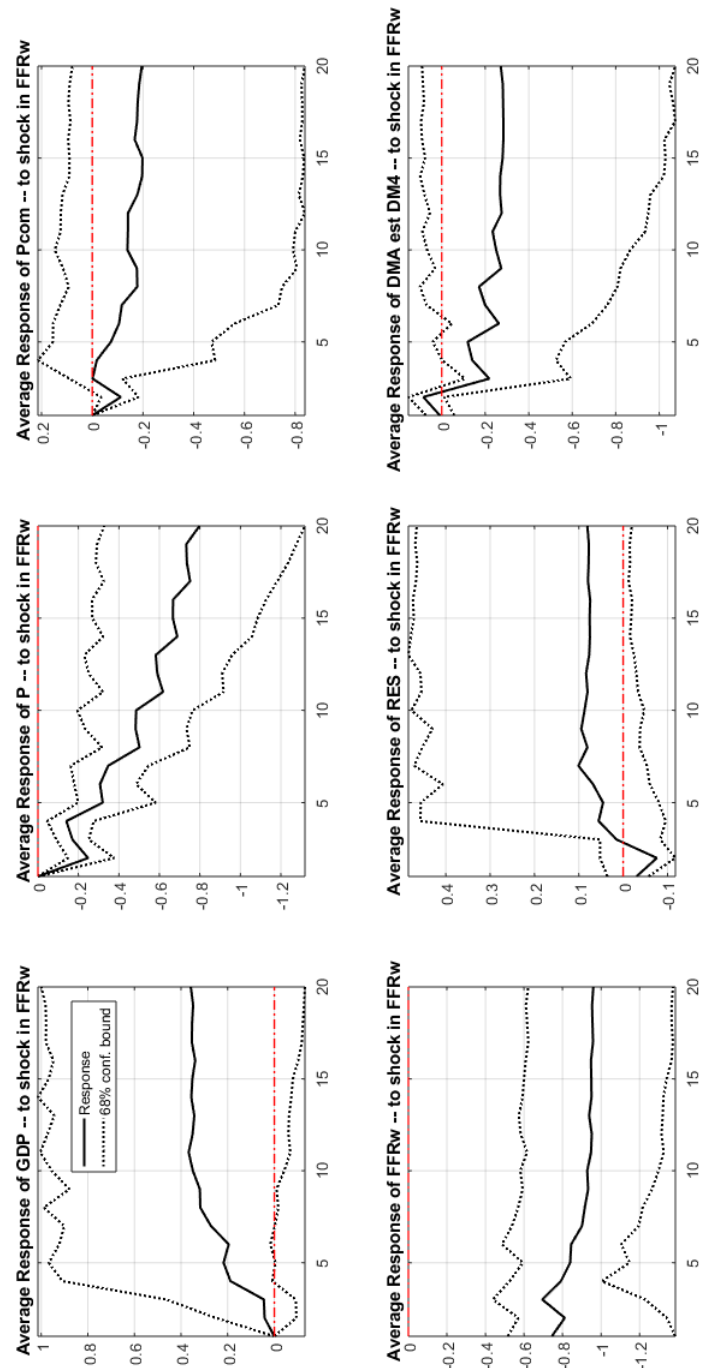 Average Response of GDP -- to shock in FFRw
1
0.8
0.6
0.4
0.2
0
5 10 15 20
Response
68% conf. bound
Average Response of P -- to shock in FFRw
0
-0.2
-0.4
-0.6
-0.8
-1
-1.2
5 10 15 20
Average Response of Pcom -- to shock in FFRw
0.2
0
-0.2
-0.4
-0.6
-0.8
5 10 15 20
Average Response of FFRw -- to shock in FFRw
0
-0.2
-0.4
-0.6
-0.8
-1
-1.2
5 10 15 20
Average Response of RES -- to shock in FFRw
0.4
0.3
0.2
0.1
0
-0.1
5 10 15 20
Average Response of DMA est DM4 -- to shock in FFRw
0
-0.2
-0.4
-0.6
-0.8
-1
5 10 15 20